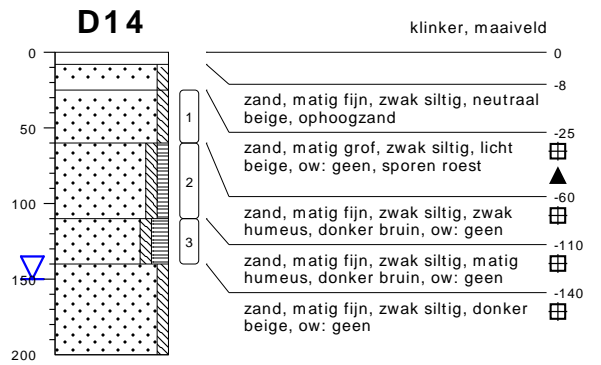 D14
klinker, maaiveld
0
0
-8
zand, matig fijn, zwak siltig, neutraal
beige, ophoogzand
-25
50
1
zand, matig grof, zwak siltig, licht
beige, ow: geen, sporen roest
-60
100
2
zand, matig fijn, zwak siltig, zwak
humeus, donker bruin, ow: geen
-110
3
zand, matig fijn, zwak siltig, matig
humeus, donker bruin, ow: geen
-140
150
zand, matig fijn, zwak siltig, donker
beige, ow: geen
200